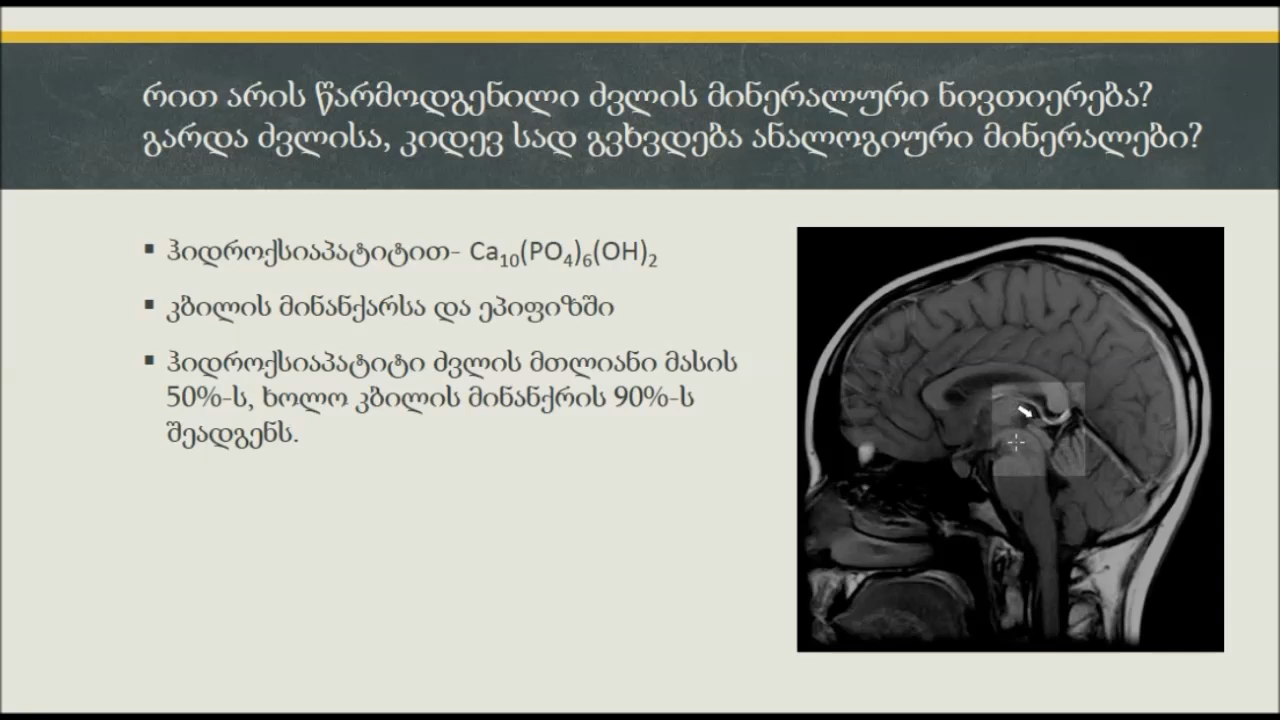 რით არის წარმოდგენილი ძვლის მინერალური ნივთიერება?
გარდა ძვლისა, კიდევ სად გვხვდება ანალოგიური მინერალები?
▪ ჰიდროქსიაპატიტით- Ca₁₀(PO₄)₆(OH)₂
▪ კბილის მინანქარსა და ეპიფიზში
▪ ჰიდროქსიაპატიტი ძვლის მთლიანი მასის
50%-ს, ხოლო კბილის მინანქრის 90%-ს
შეადგენს.